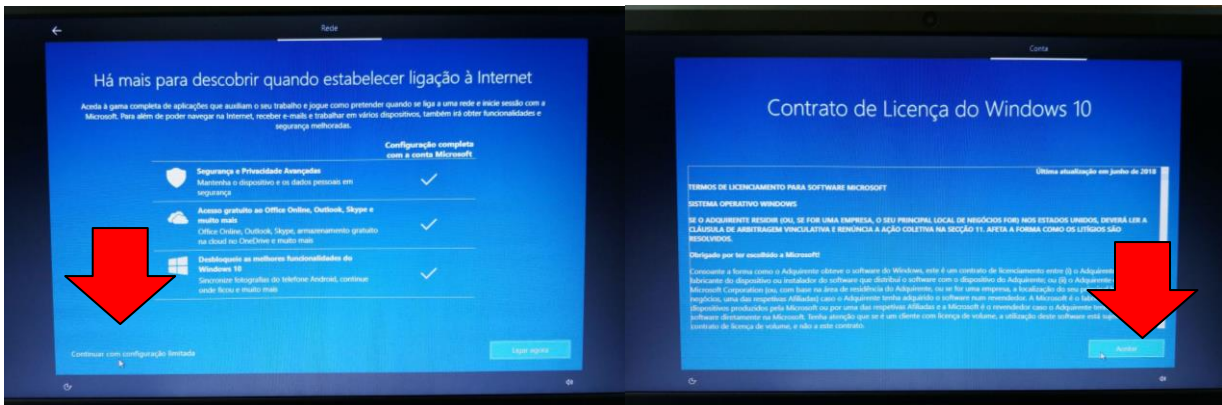 Rede
Há mais para descobrir quando estabelecer ligação à Internet
Aceda à gama completa de aplicações que auxiliam o seu trabalho e jogue como pretender quando se liga a uma rede e inicie sessão com a
Microsoft. Para além de poder navegar na Internet, receber e-mails e trabalhar em vários dispositivos, também irá obter funcionalidades e
segurança melhoradas.
Configuração completa
com a conta Microsoft
Segurança e Privacidade Avançadas
Mantenha o dispositivo e os dados pessoais em
segurança
Acesso gratuito ao Office Online, Outlook, Skype e
muito mais
Office Online, Outlook, Skype, armazenamento gratuito
na cloud no OneDrive e muito mais
Desbloqueie as melhores funcionalidades do
Windows 10
Sincronize fotografias do telefone Android, continue
onde ficou e muito mais
Continuar com configuração limitada
Ligar agora
Conta
Contrato de Licença do Windows 10
Última atualização em junho de 2018
TERMOS DE LICENCIAMENTO PARA SOFTWARE MICROSOFT
SISTEMA OPERATIVO WINDOWS
SE O ADQUIRENTE RESIDIR (OU, SE FOR UMA EMPRESA, O SEU PRINCIPAL LOCAL DE NEGÓCIOS FOR) NOS ESTADOS UNIDOS, DEVERÁ LER A
CLÁUSULA DE ARBITRAGEM VINCULATIVA E RENÚNCIA A AÇÃO COLETIVA NA SECÇÃO 11. AFETA A FORMA COMO OS LITÍGIOS SÃO
RESOLVIDOS.
Obrigado por ter escolhido a Microsoft!
Consoante a forma como o Adquirente obteve o software do Windows, este é um contrato de licenciamento entre (i) o Adquirente
fabricante do dispositivo ou instalador do software que distribui o software com o dispositivo do Adquirente; ou (ii) o Adquirente
Microsoft Corporation (ou, com base na área de residência do Adquirente, ou se for uma empresa, a localização do seu
negócios, uma das respetivas Afiliadas) caso o Adquirente tenha adquirido o software num revendedor. A Microsoft é o
dispositivos produzidos pela Microsoft ou por uma das respetivas Afiliadas e a Microsoft é o revendedor caso o Adquirente
software diretamente na Microsoft. Tenha atenção que se é um cliente com licença de volume, a utilização deste software está
contrato de licença de volume, e não a este contrato.
Aceitar